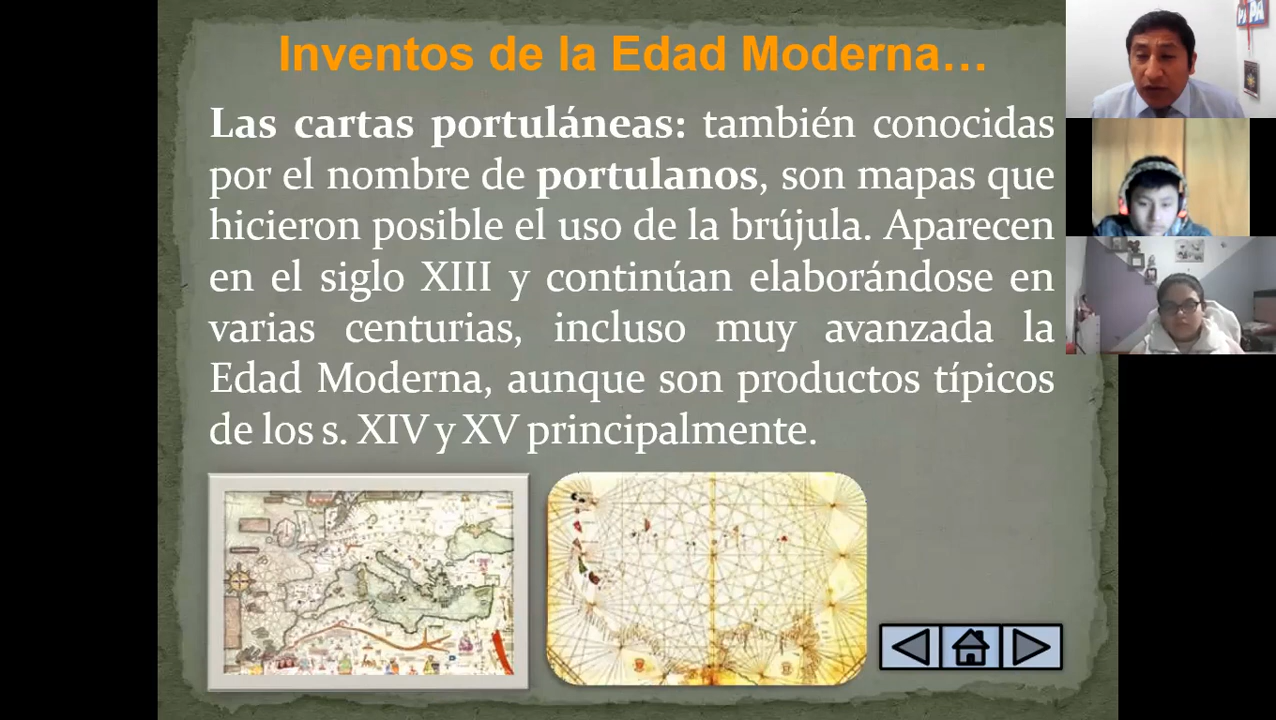 Inventos de la Edad Moderna...
Las cartas portuláneas: también conocidas
por el nombre de portulanos, son mapas que
hicieron posible el uso de la brújula. Aparecen
en el siglo XIII y continúan elaborándose en
varias centurias, incluso muy avanzada la
Edad Moderna, aunque son productos típicos
de los s. XIV y XV principalmente.